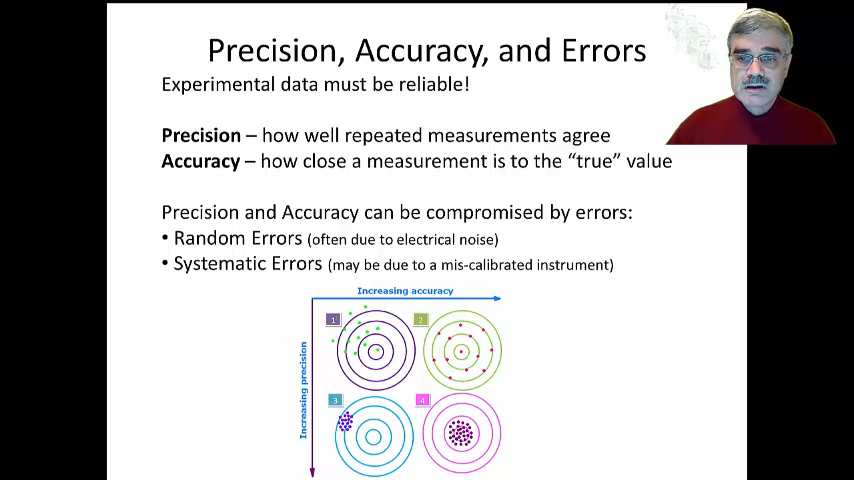 Precision, Accuracy, and Errors
Experimental data must be reliable!
Precision – how well repeated measurements agree
Accuracy – how close a measurement is to the “true” value
Precision and Accuracy can be compromised by errors:
• Random Errors (often due to electrical noise)
• Systematic Errors (may be due to a mis-calibrated instrument)
Increasing accuracy
Increasing precision
1
2
3
4